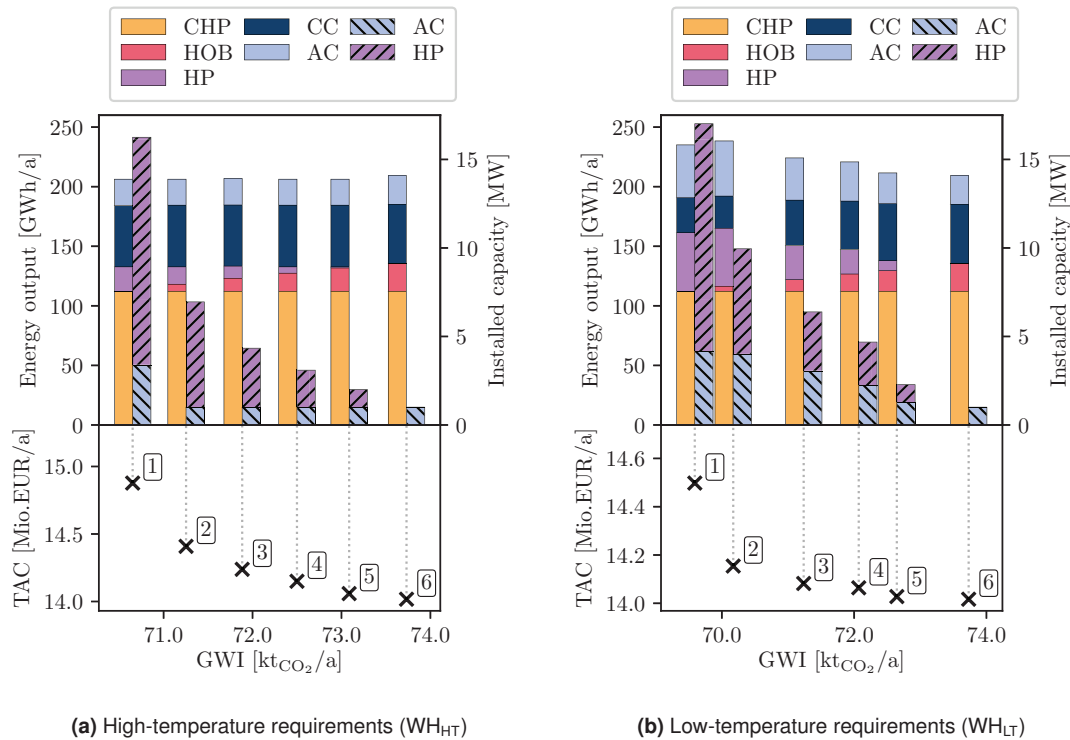 CHP CC AC
HOB AC HP
HP
250
200
150
100
50
0
Energy output [GWh/a]
15
10
5
0
Installed capacity [MW]
15.0
14.5
14.0
TAC [Mio.EUR/a]
1
2
3
4
5
6
71.0 72.0 73.0 74.0
GWI [kt_CO₂/a]
(a) High-temperature requirements (WH_HT)
CHP CC AC
HOB AC HP
HP
250
200
150
100
50
0
Energy output [GWh/a]
15
10
5
0
Installed capacity [MW]
14.6
14.4
14.2
14.0
TAC [Mio.EUR/a]
1
2
3
4
5
6
70.0 72.0 74.0
GWI [kt_CO₂/a]
(b) Low-temperature requirements (WH_LT)